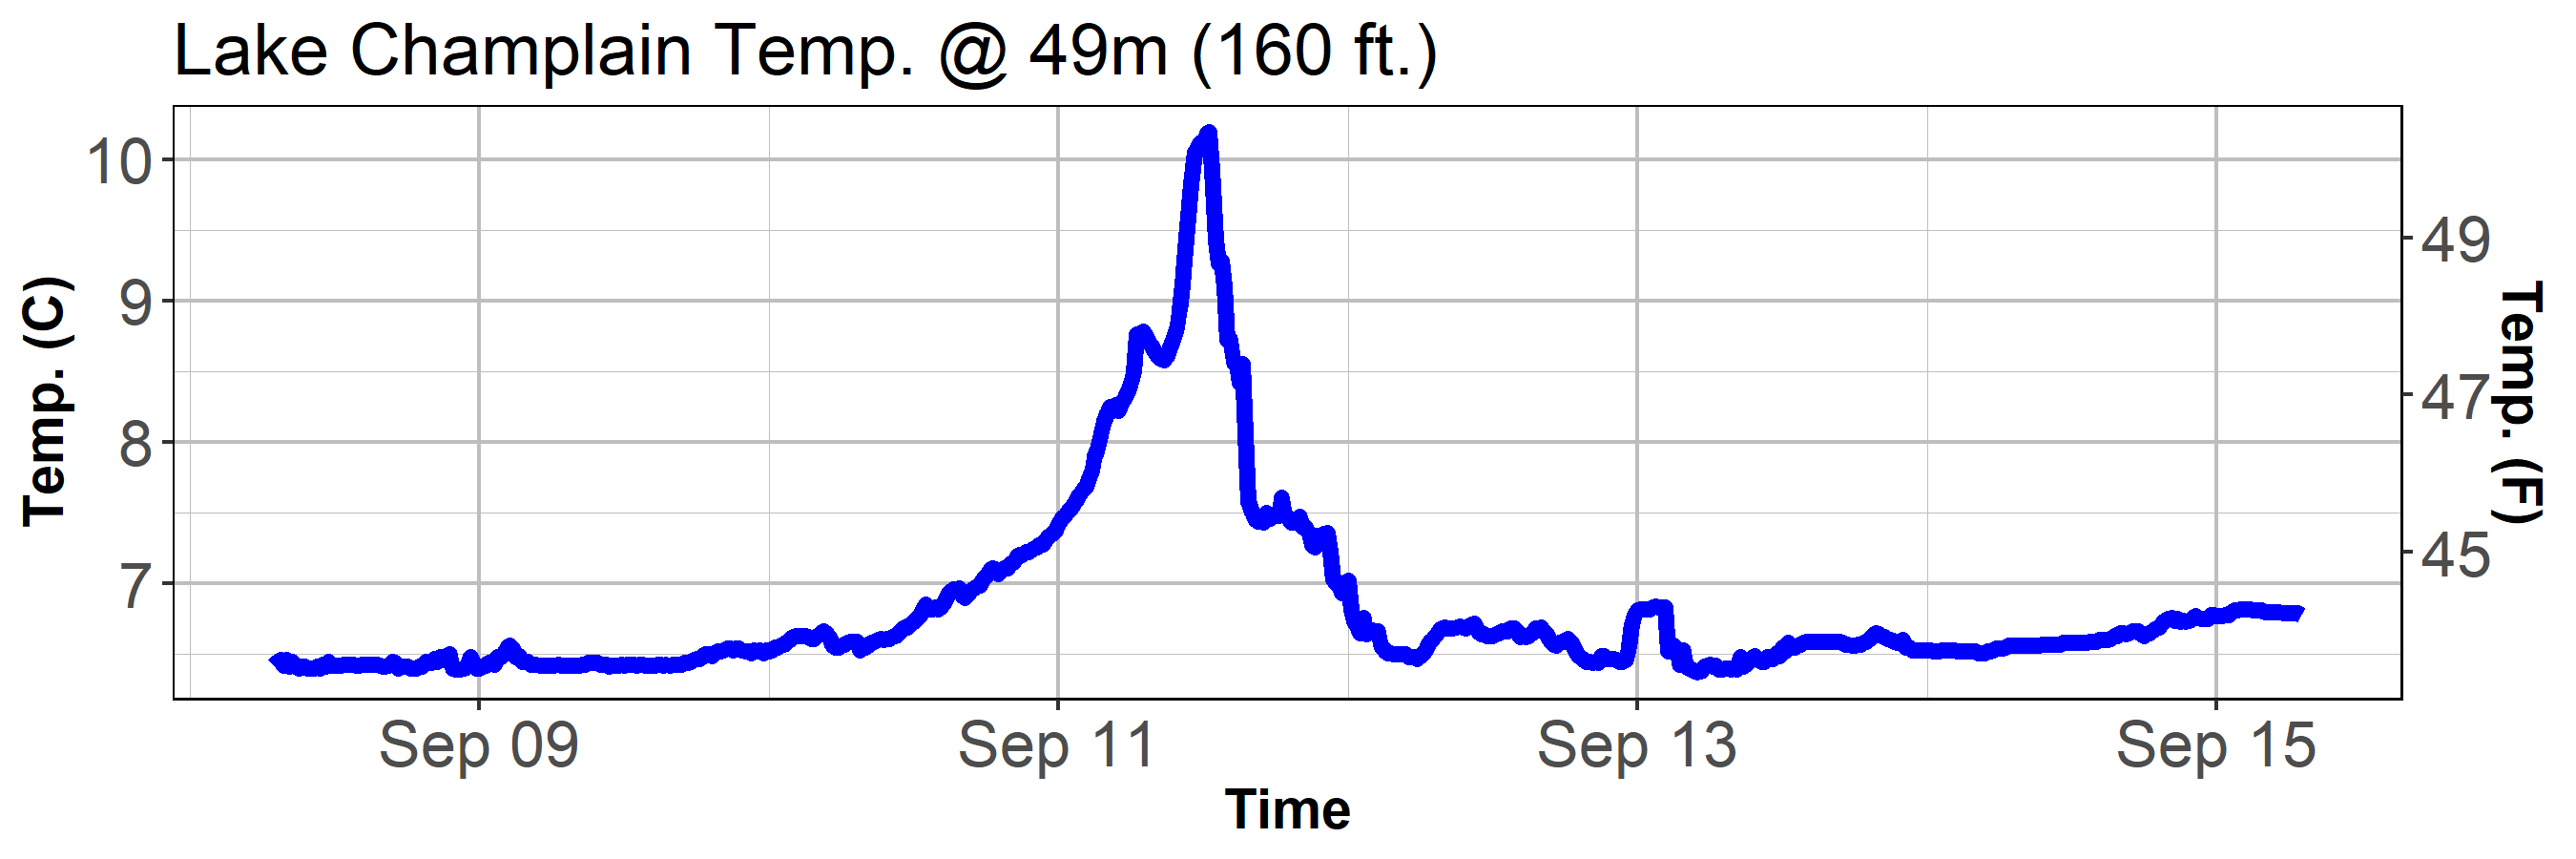 Lake Champlain Temp. @ 49m (160 ft.)
Temp. (C)
10
9
8
7
49
47
45
Temp. (F)
Sep 09 Sep 11 Sep 13 Sep 15
Time